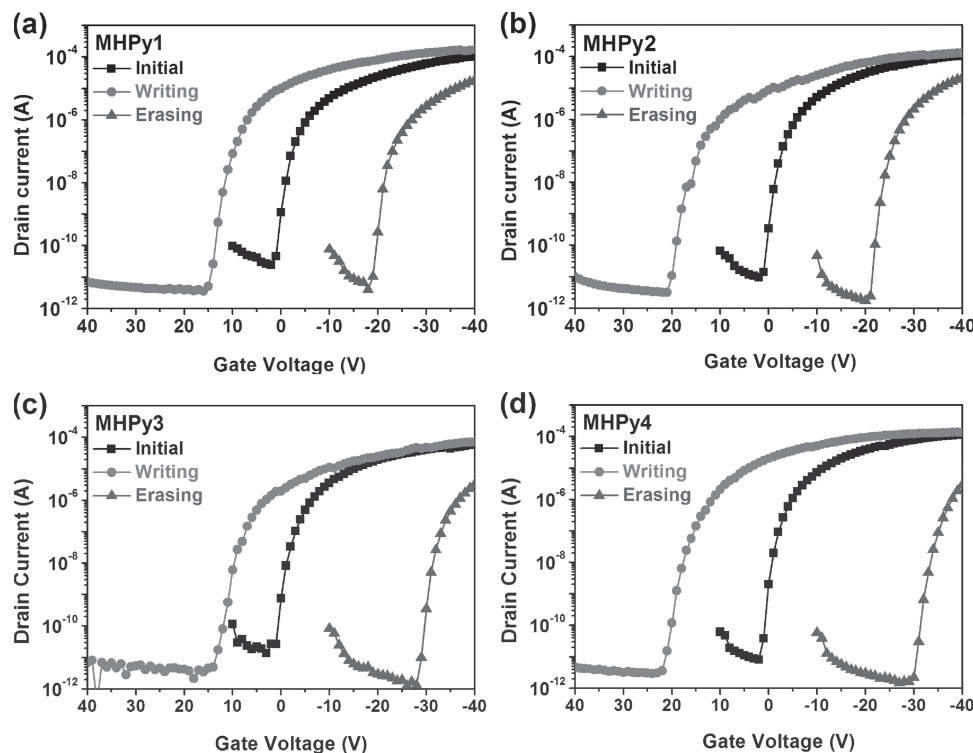 (a)
MHPy1
Initial
Writing
Erasing
Drain current (A)
10⁻⁴
10⁻⁶
10⁻⁸
10⁻¹⁰
10⁻¹²
40 30 20 10 0 -10 -20 -30 -40
Gate Voltage (V)
(b)
MHPy2
Initial
Writing
Erasing
Drain current (A)
10⁻⁴
10⁻⁶
10⁻⁸
10⁻¹⁰
10⁻¹²
40 30 20 10 0 -10 -20 -30 -40
Gate Voltage (V)
(c)
MHPy3
Initial
Writing
Erasing
Drain Current (A)
10⁻⁴
10⁻⁶
10⁻⁸
10⁻¹⁰
10⁻¹²
40 30 20 10 0 -10 -20 -30 -40
Gate Voltage (V)
(d)
MHPy4
Initial
Writing
Erasing
Drain Current (A)
10⁻⁴
10⁻⁶
10⁻⁸
10⁻¹⁰
10⁻¹²
40 30 20 10 0 -10 -20 -30 -40
Gate Voltage (V)